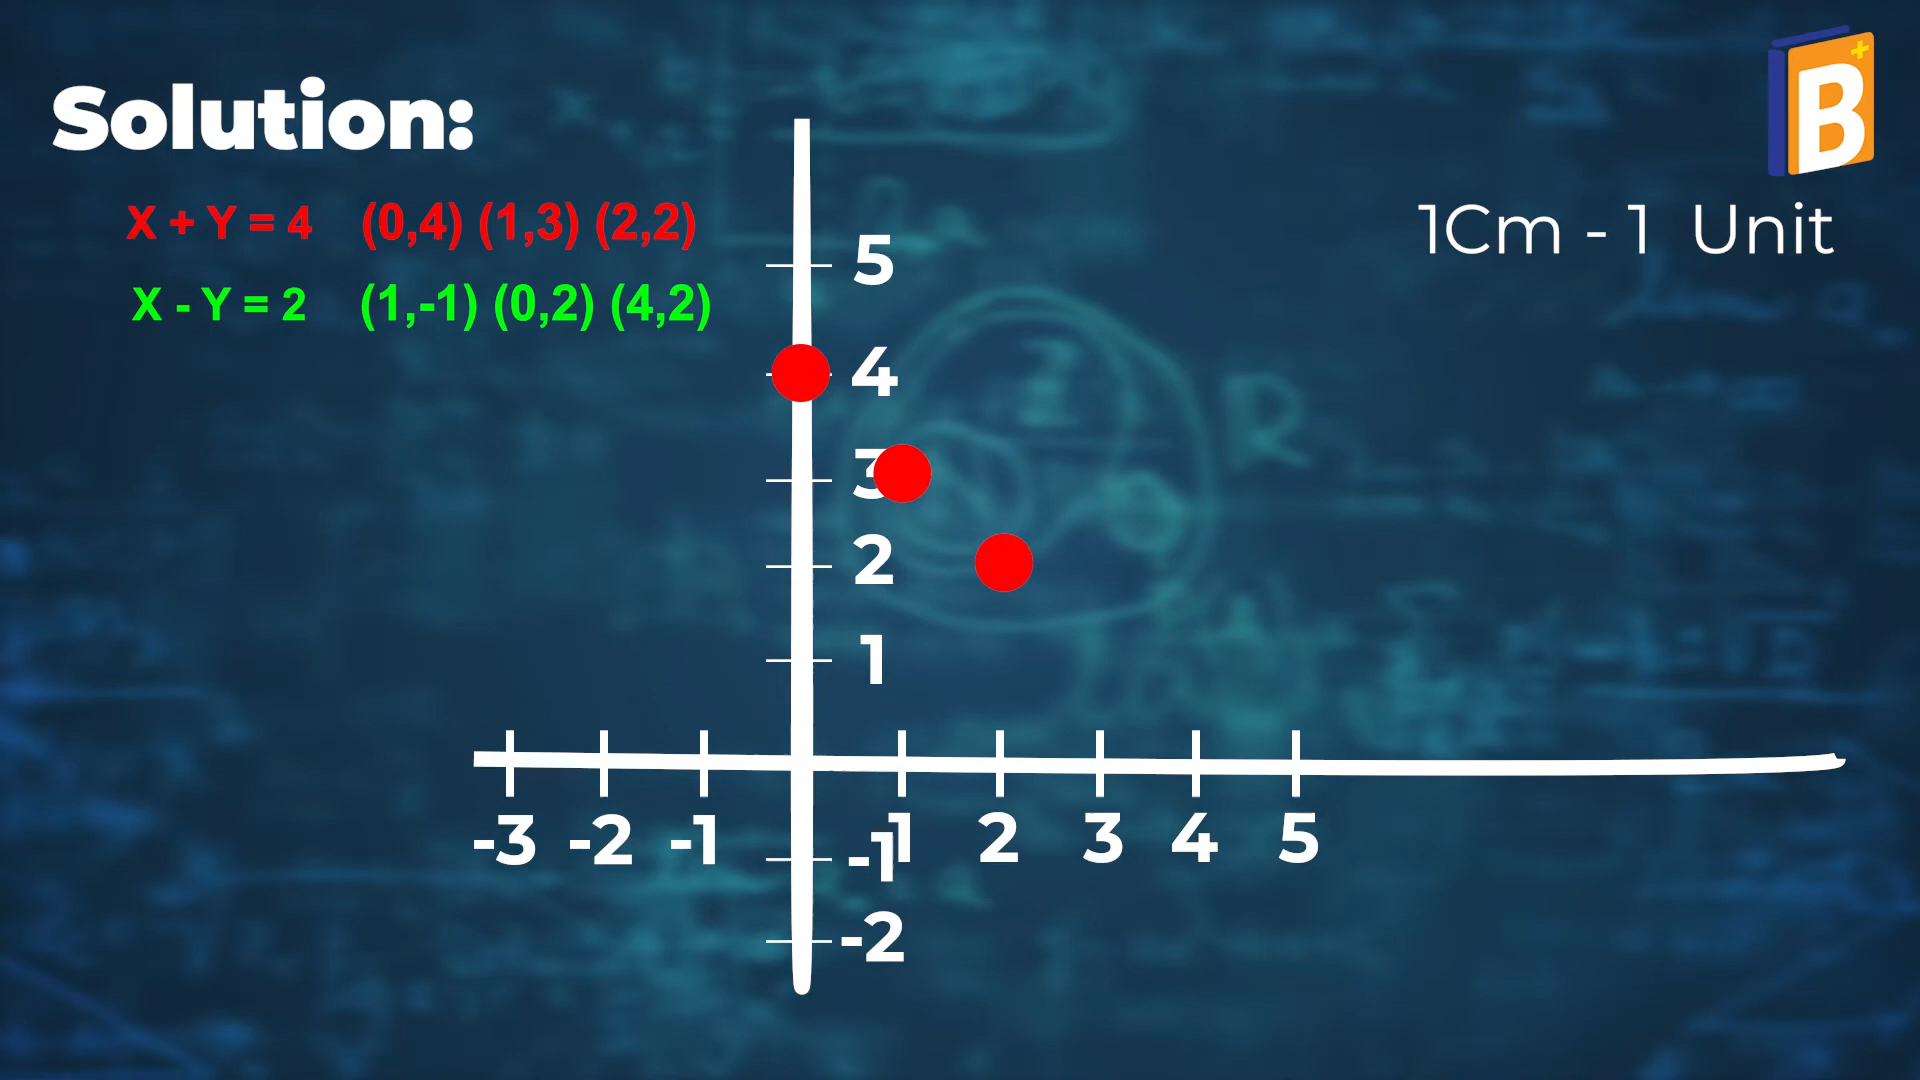 Solution:
X + Y = 4 (0,4) (1,3) (2,2)
X - Y = 2 (1,-1) (0,2) (4,2)
B+
1Cm - 1 Unit
5
4
3
2
1
-3 -2 -1 1 2 3 4 5
-1
-2